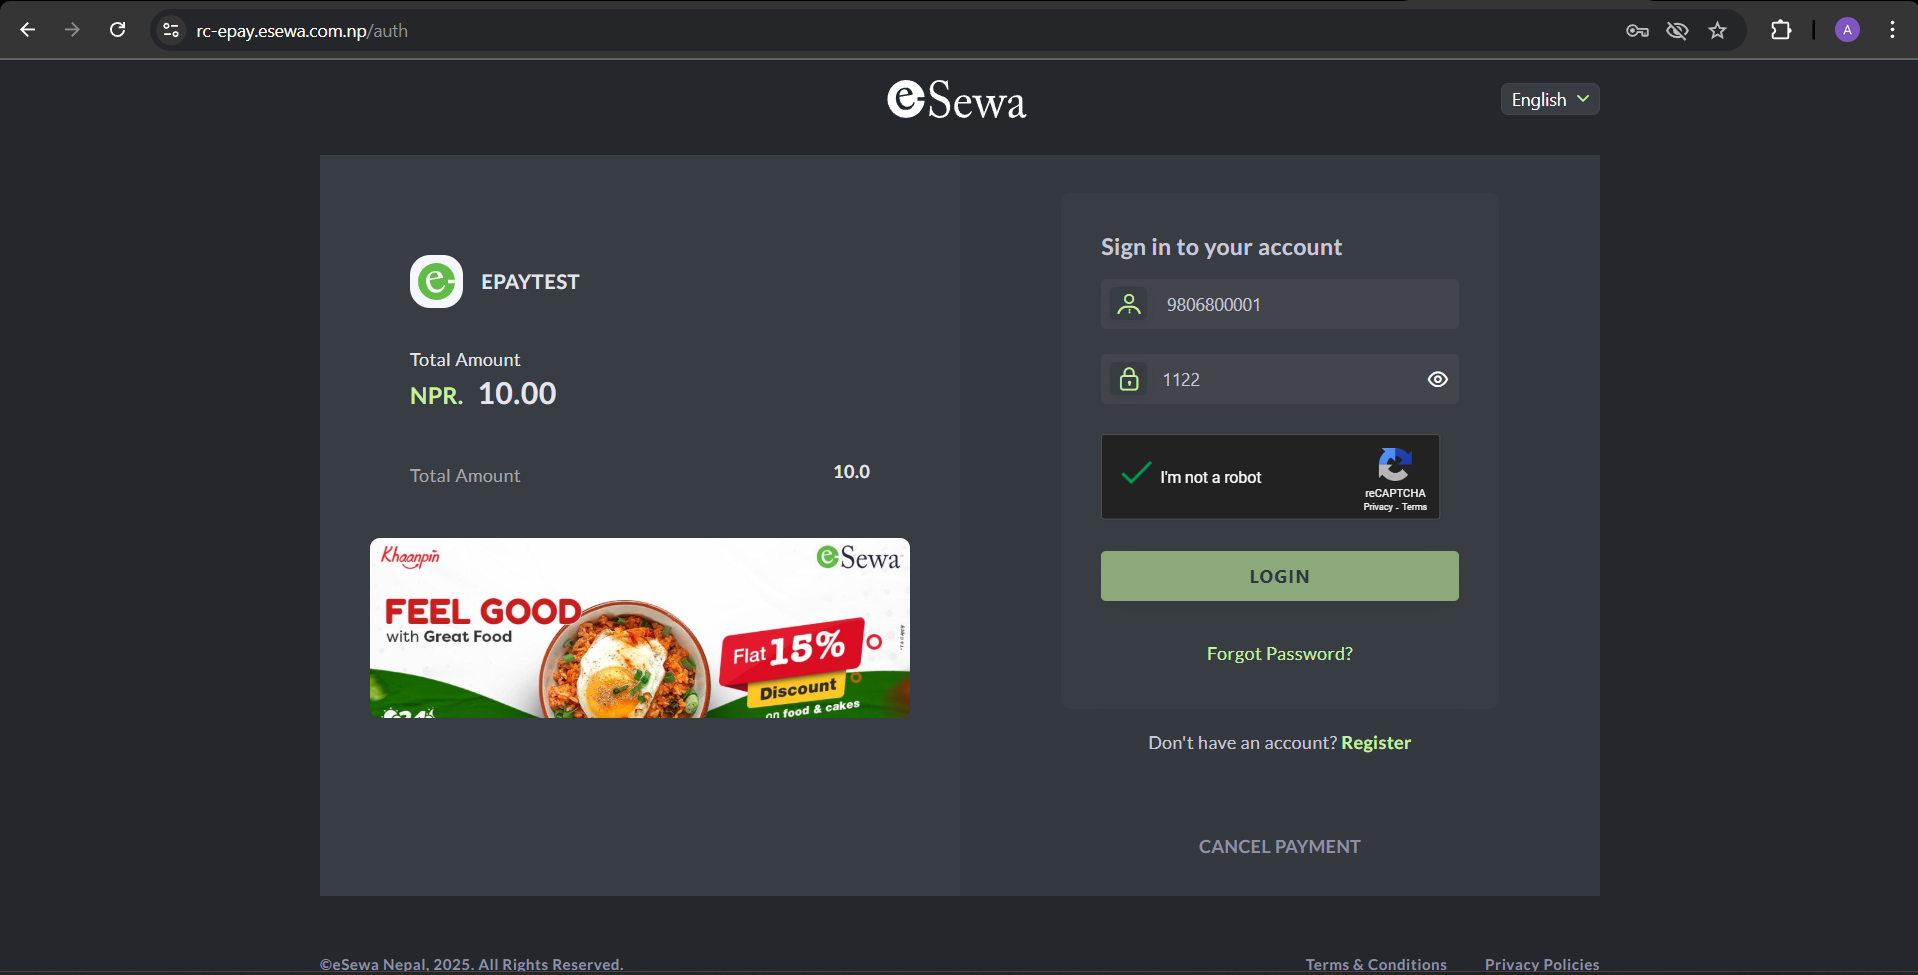 rc-epay.esewa.com.np/auth
A
eSewa
English
EPAYTEST
Total Amount
NPR. 10.00
Total Amount 10.0
Khaanpin
eSewa
FEEL GOOD
with Great Food
Flat 15%
Discount
on food & cakes
Sign in to your account
9806800001
1122
I'm not a robot
reCAPTCHA
Privacy - Terms
LOGIN
Forgot Password?
Don't have an account? Register
CANCEL PAYMENT
©eSewa Nepal, 2025. All Rights Reserved.
Terms & Conditions Privacy Policies